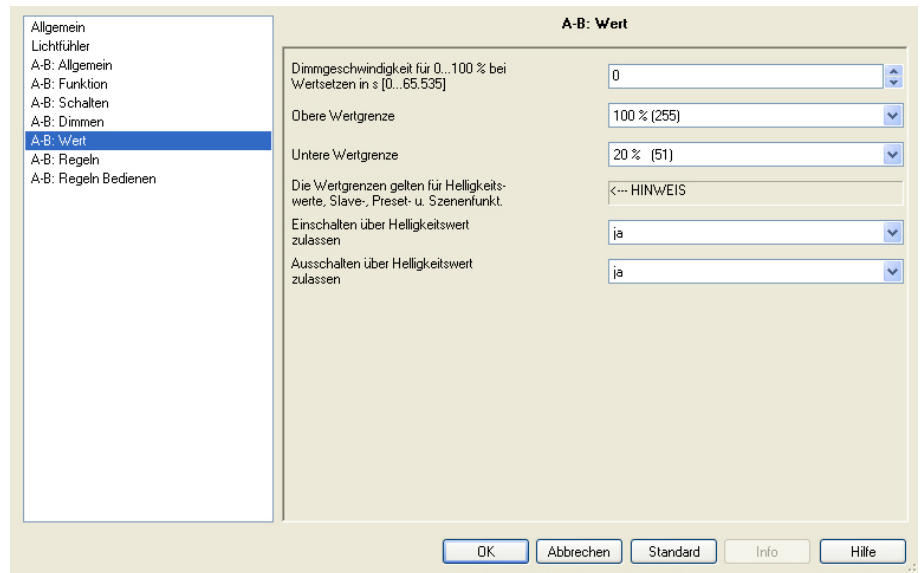 Allgemein
Lichtfühler
A-B: Allgemein
A-B: Funktion
A-B: Schalten
A-B: Dimmen
A-B: Wert
A-B: Regeln
A-B: Regeln Bedienen
A-B: Wert
Dimmgeschwindigkeit für 0...100 % bei
Wertsetzen in s [0...65.535]
0
Obere Wertgrenze
100 % (255)
Untere Wertgrenze
20 % (51)
Die Wertgrenzen gelten für Helligkeits-
werte, Slave-, Preset- u. Szenenfunkt.
<--- HINWEIS
Einschalten über Helligkeitswert
zulassen
ja
Ausschalten über Helligkeitswert
zulassen
ja
OK
Abbrechen
Standard
Info
Hilfe